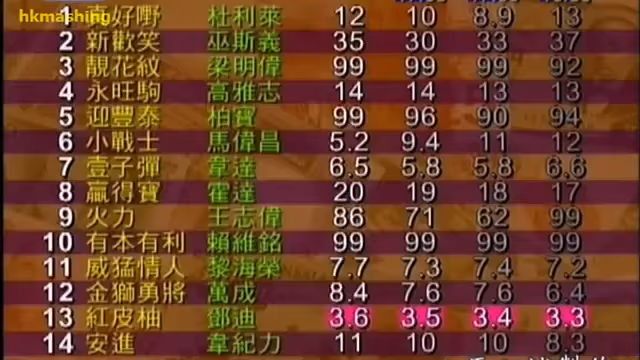 hkmashing
1 真好嘢 杜利萊 12 10 8.9 13
2 新歡笑 巫斯義 35 30 33 37
3 靚花紋 梁明偉 99 99 99 92
4 永旺駒 高雅志 14 14 13 13
5 迎豐泰 柏寶 99 96 90 94
6 小戰士 馬偉昌 5.2 9.4 11 12
7 壹子彈 韋達 6.5 5.8 5.8 6.6
8 贏得寶 霍達 20 19 18 17
9 火力 王志偉 86 71 62 99
10 有本有利 賴維銘 99 99 99 99
11 威猛情人 黎海榮 7.7 7.3 7.4 7.2
12 金獅勇將 萬成 8.4 7.6 7.6 6.4
13 紅皮柚 鄭迪 3.6 3.5 3.4 3.3
14 安進 韋紀力 11 10 10 8.3